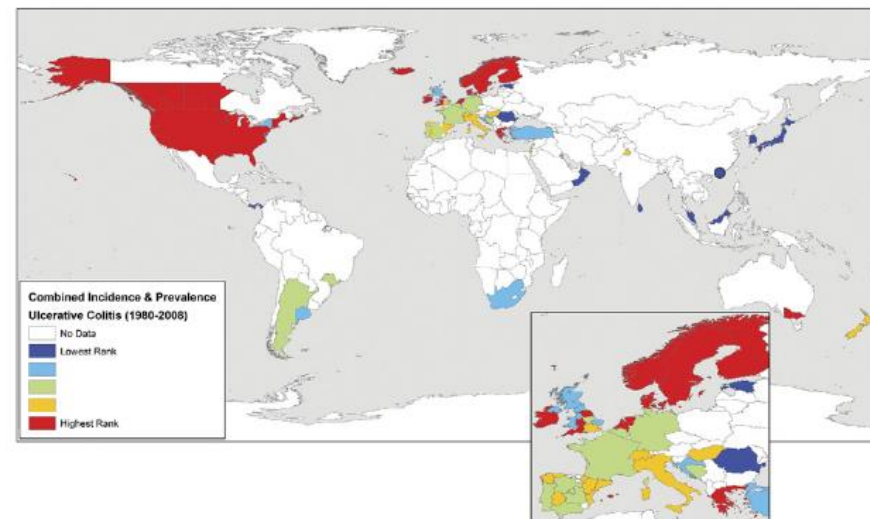 Combined Incidence & Prevalence
Ulcerative Colitis (1980-2008)
No Data
Lowest Rank
Highest Rank